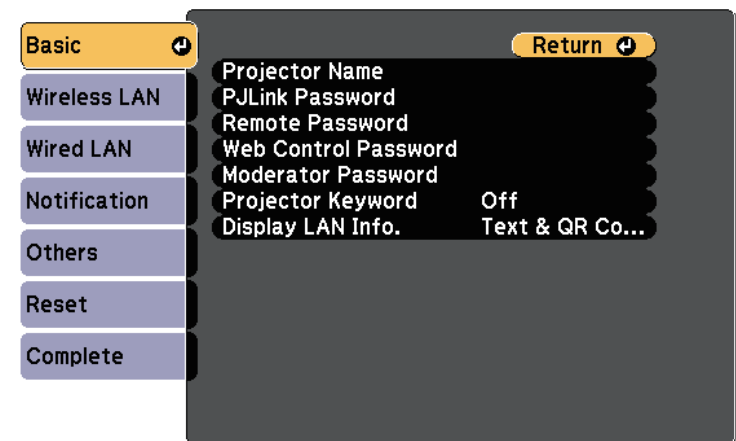 Basic
Wireless LAN
Wired LAN
Notification
Others
Reset
Complete
Return
Projector Name
PJLink Password
Remote Password
Web Control Password
Moderator Password
Projector Keyword Off
Display LAN Info. Text & QR Co...